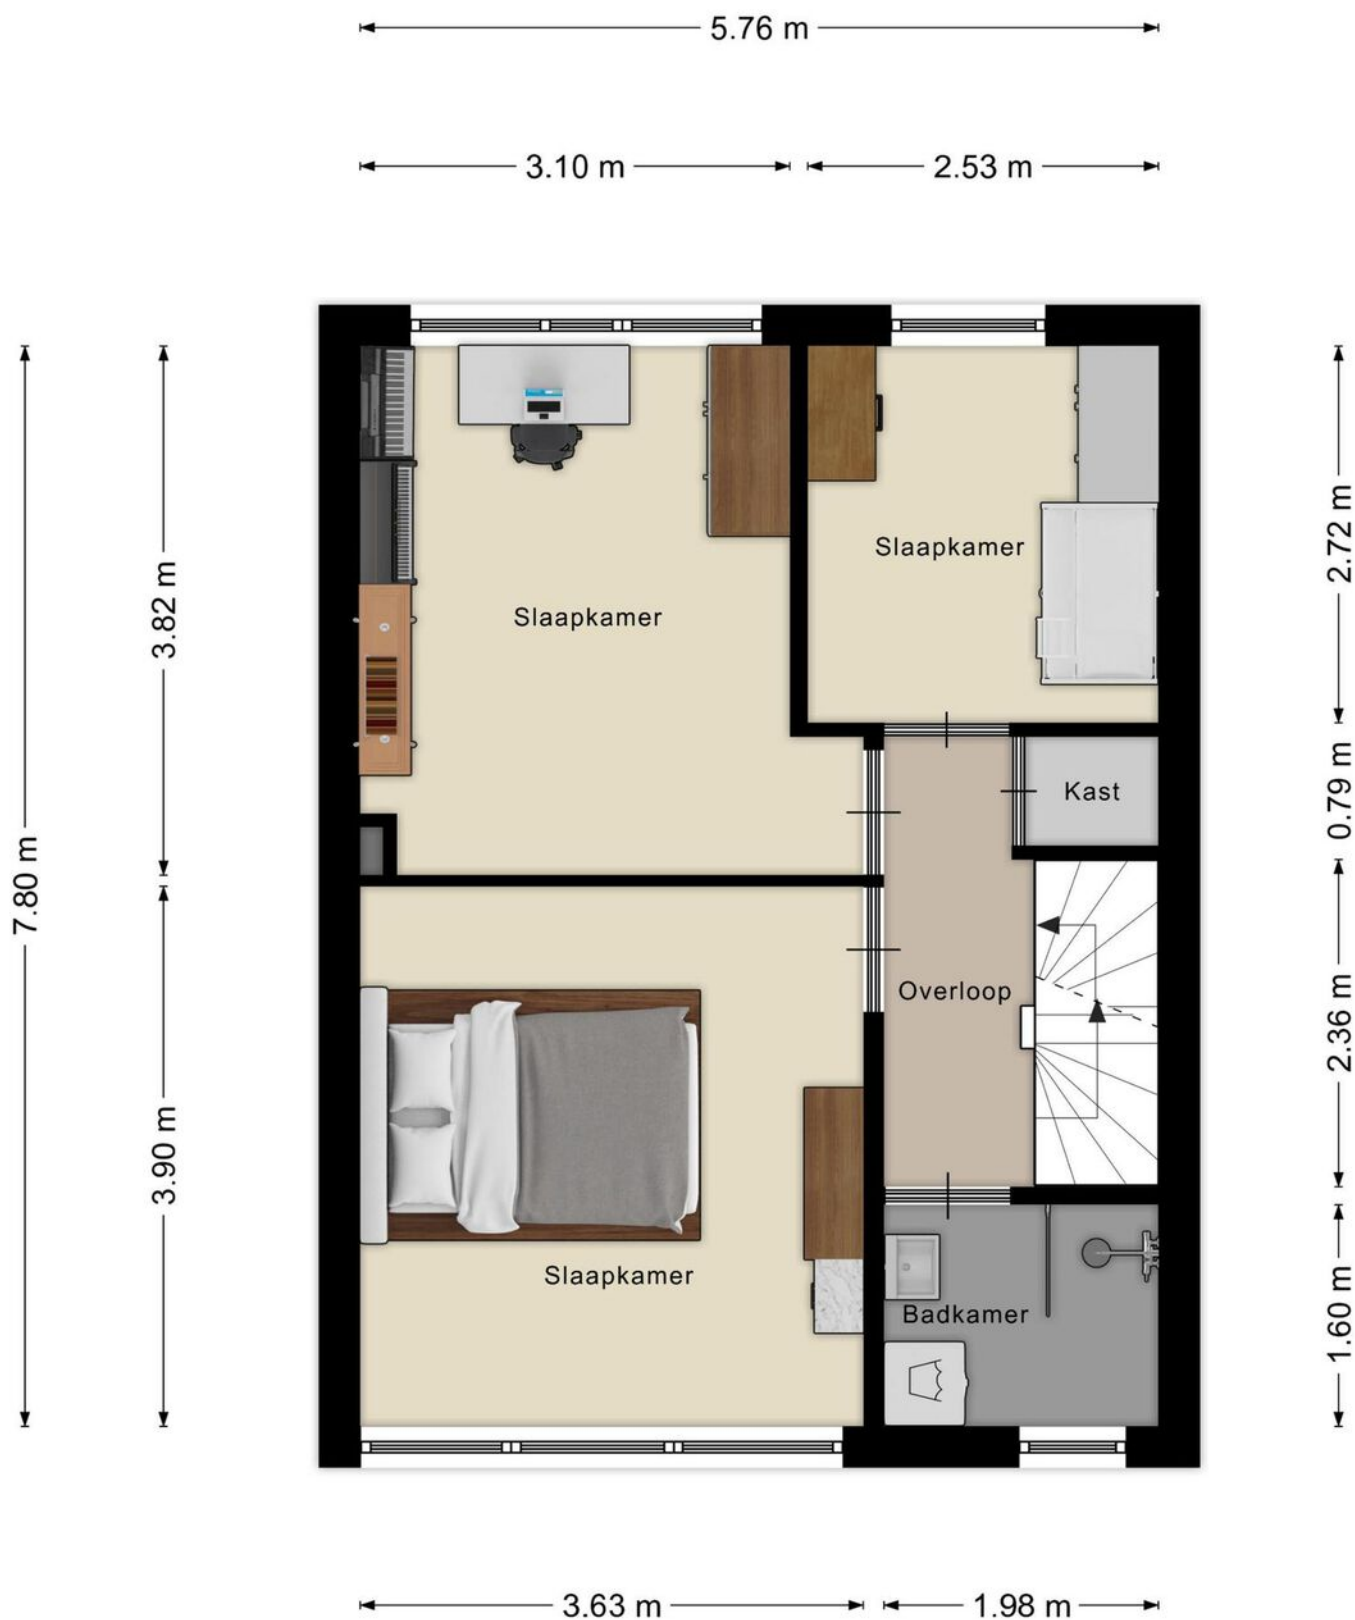 5.76 m
3.10 m
2.53 m
2.72 m
Slaapkamer
3.82 m
Slaapkamer
0.79 m
Kast
7.80 m
Overloop
2.36 m
3.90 m
Slaapkamer
Badkamer
1.60 m
3.63 m
1.98 m